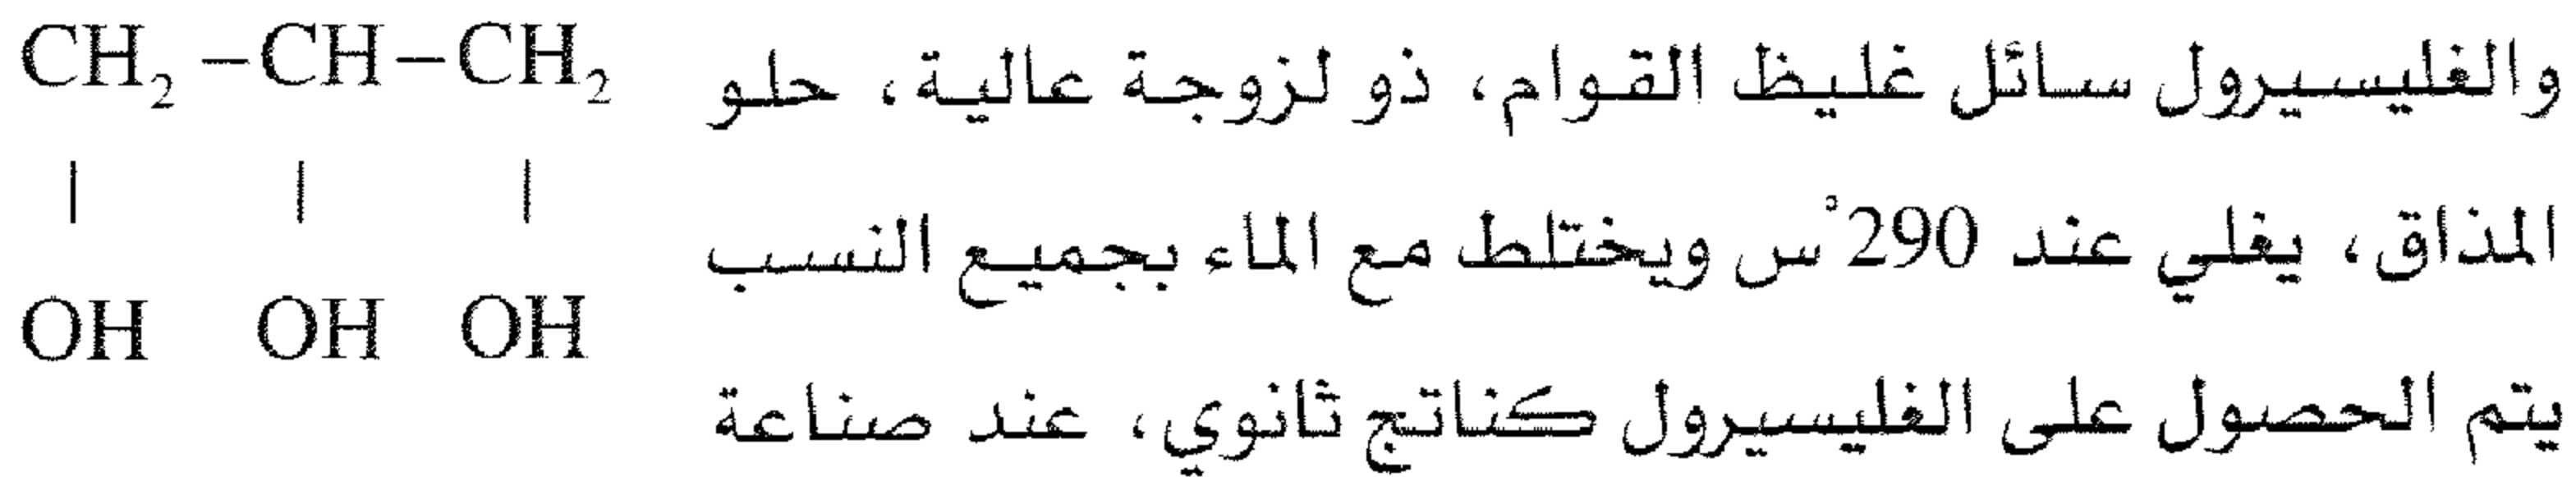 والغليسيرول سائل غليظ القوام، ذو لزوجة عالية، حلو
المذاق، يغلي عند 290°س ويختلط مع الماء بجميع النسب
يتم الحصول على الغليسيرول كناتج ثانوي، عند صناعة
CH₂ –CH–CH₂
| | |
OH OH OH